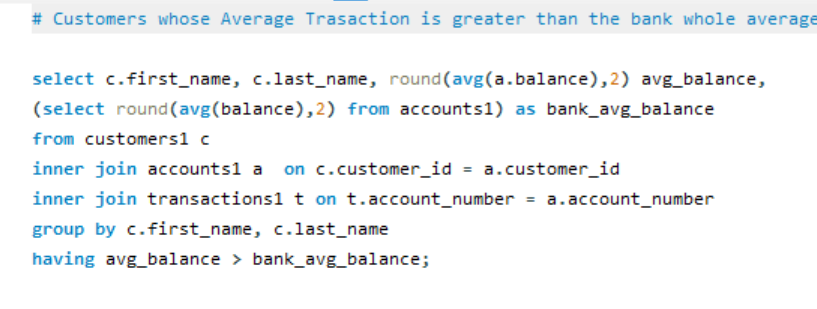 # Customers whose Average Trasaction is greater than the bank whole average
select c.first_name, c.last_name, round(avg(a.balance),2) avg_balance,
(select round(avg(balance),2) from accounts1) as bank_avg_balance
from customers1 c
inner join accounts1 a  on c.customer_id = a.customer_id
inner join transactions1 t on t.account_number = a.account_number
group by c.first_name, c.last_name
having avg_balance > bank_avg_balance;